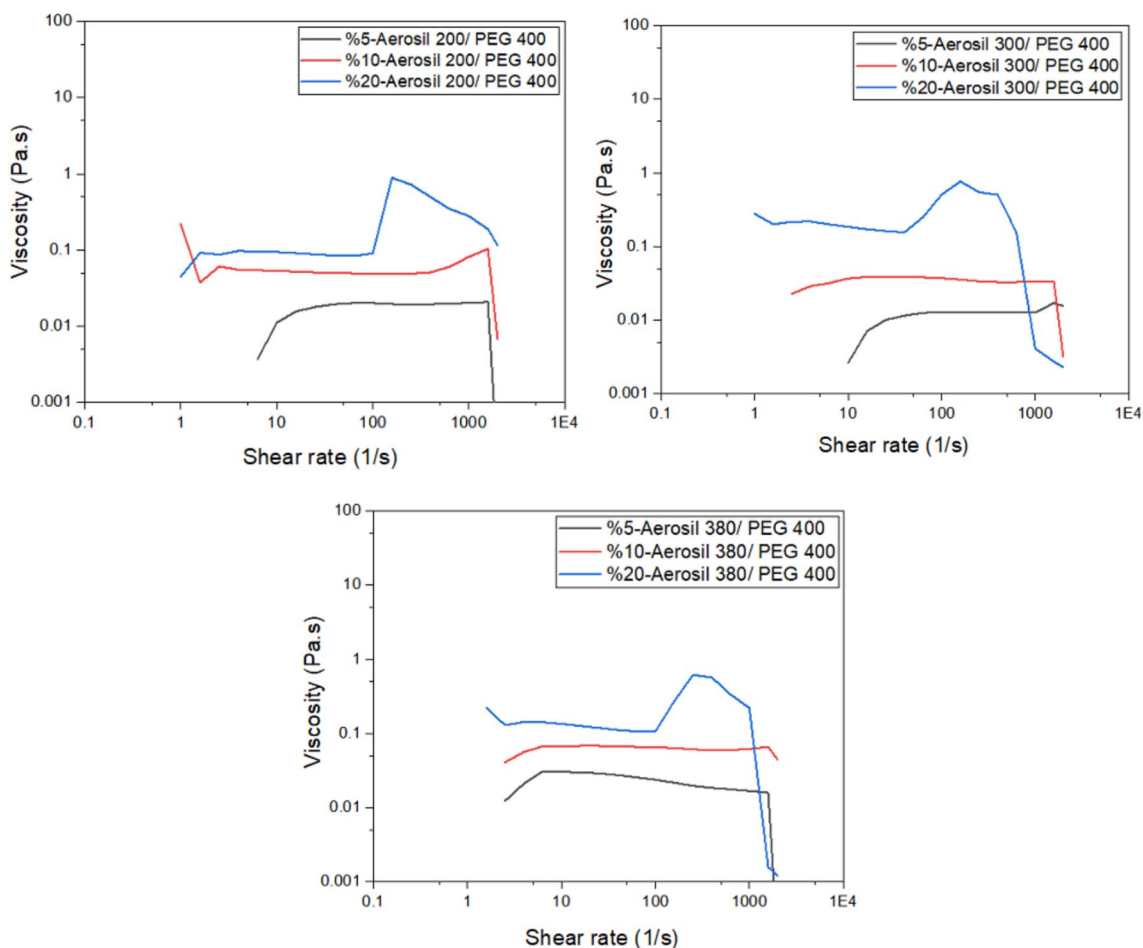 100
10
1
0.1
0.01
0.001
Viscosity (Pa.s)
%5-Aerosil 200/ PEG 400
%10-Aerosil 200/ PEG 400
%20-Aerosil 200/ PEG 400
0.1 1 10 100 1000 1E4
Shear rate (1/s)
100
10
1
0.1
0.01
0.001
Viscosity (Pa.s)
%5-Aerosil 300/ PEG 400
%10-Aerosil 300/ PEG 400
%20-Aerosil 300/ PEG 400
0.1 1 10 100 1000 1E4
Shear rate (1/s)
100
10
1
0.1
0.01
0.001
Viscosity (Pa.s)
%5-Aerosil 380/ PEG 400
%10-Aerosil 380/ PEG 400
%20-Aerosil 380/ PEG 400
0.1 1 10 100 1000 1E4
Shear rate (1/s)